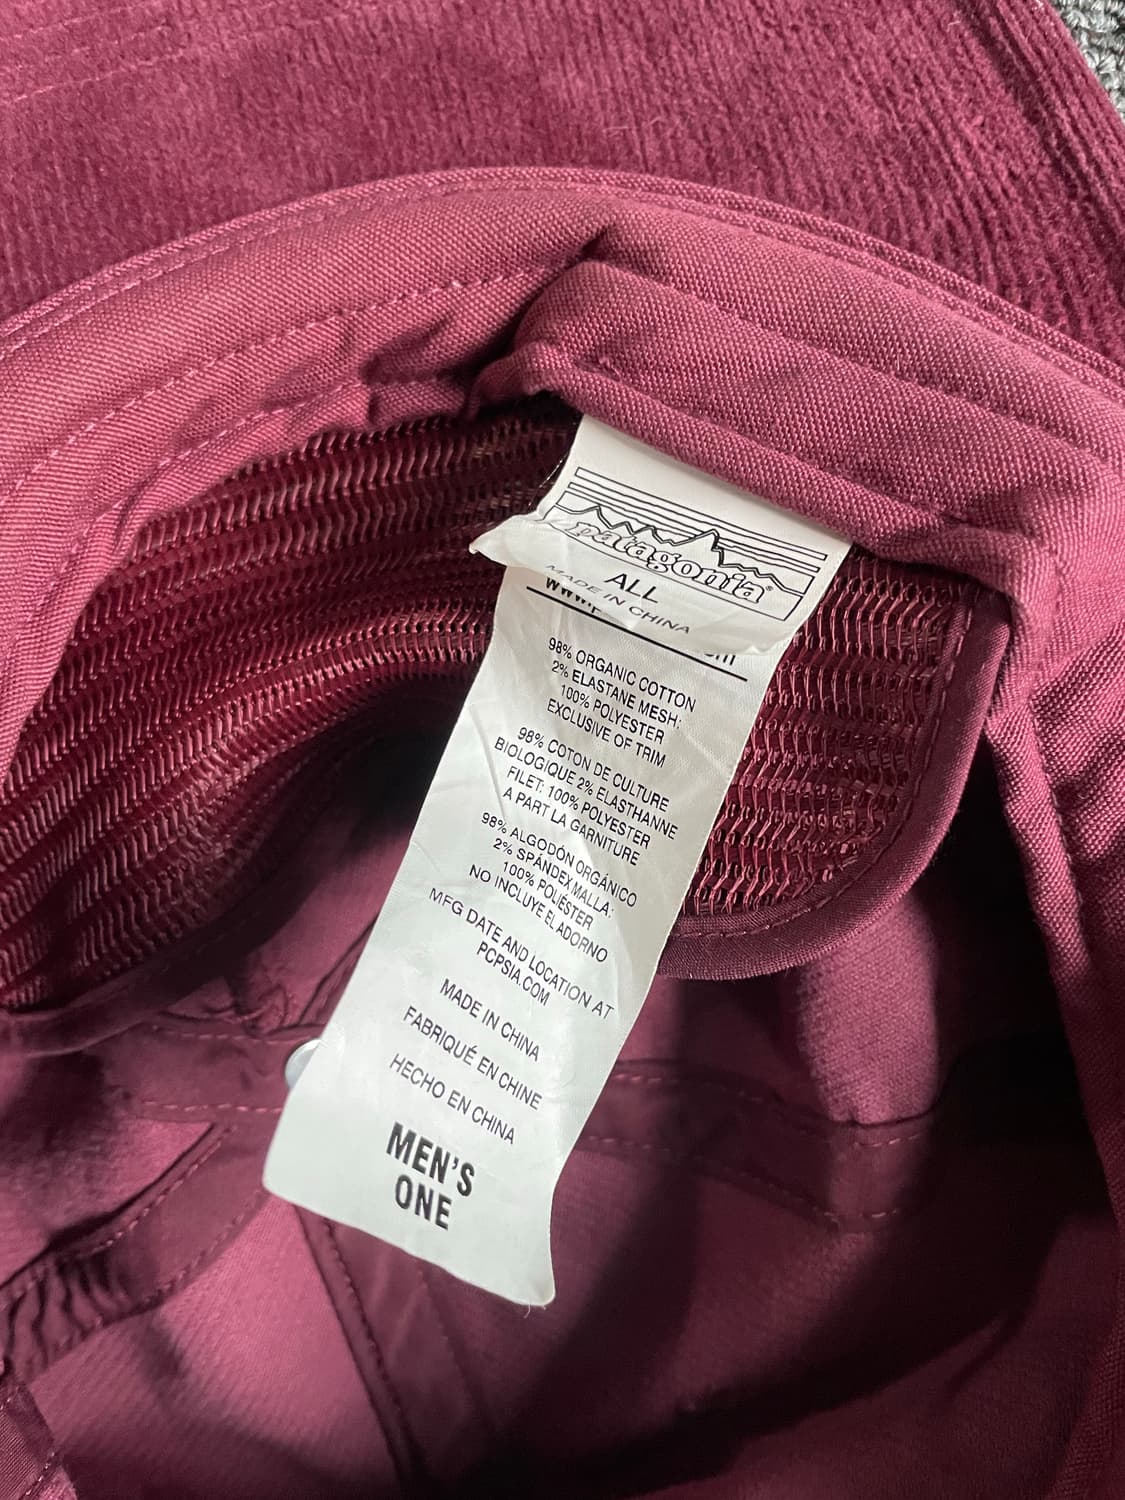 patagonia®
ALL
MADE IN CHINA
98% ORGANIC COTTON
2% ELASTANE MESH:
100% POLYESTER
EXCLUSIVE OF TRIM
98% COTON DE CULTURE
BIOLOGIQUE 2% ELASTHANNE
FILET: 100% POLYESTER
A PART LA GARNITURE
98% ALGODÓN ORGÁNICO
2% SPÁNDEX MALLA:
100% POLIÉSTER
NO INCLUYE EL ADORNO
MFG DATE AND LOCATION AT
PCPSIA.COM
MADE IN CHINA
FABRIQUÉ EN CHINE
HECHO EN CHINA
MEN'S
ONE